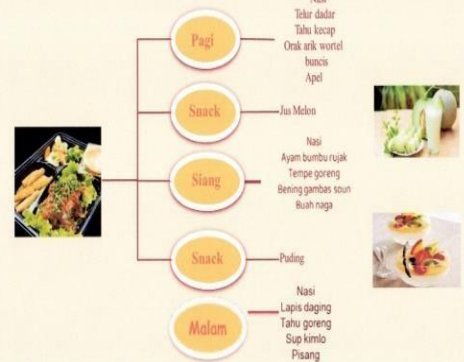 Pagi
Nasi
Telur dadar
Tahu kecap
Orak arik wortel
buncis
Apel
Snack
Jus Melon
Siang
Nasi
Ayam bumbu rujak
Tempe goreng
Bening gambas soun
Buah naga
Snack
Puding
Malam
Nasi
Lapis daging
Tahu goreng
Sup kimlo
Pisang